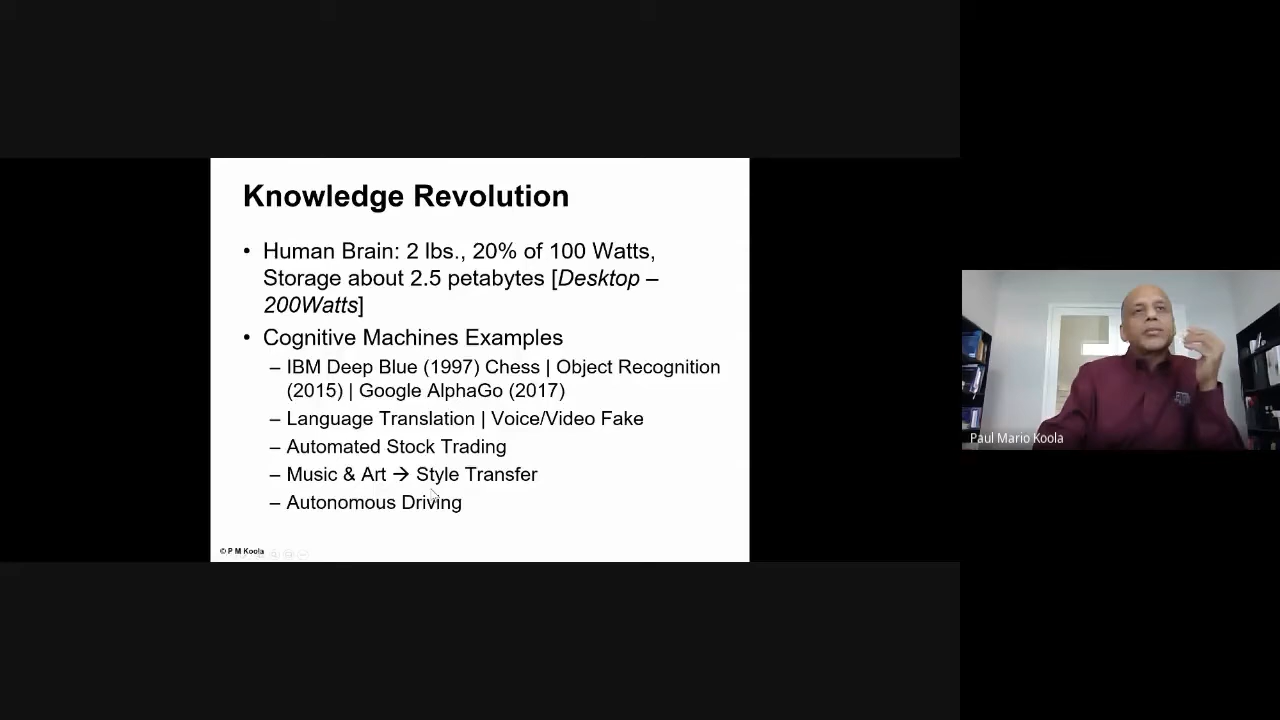 Knowledge Revolution
• Human Brain: 2 lbs., 20% of 100 Watts,
Storage about 2.5 petabytes [Desktop –
200Watts]
• Cognitive Machines Examples
– IBM Deep Blue (1997) Chess | Object Recognition
(2015) | Google AlphaGo (2017)
– Language Translation | Voice/Video Fake
– Automated Stock Trading
– Music & Art → Style Transfer
– Autonomous Driving
© P M Koola
Paul Mario Koola